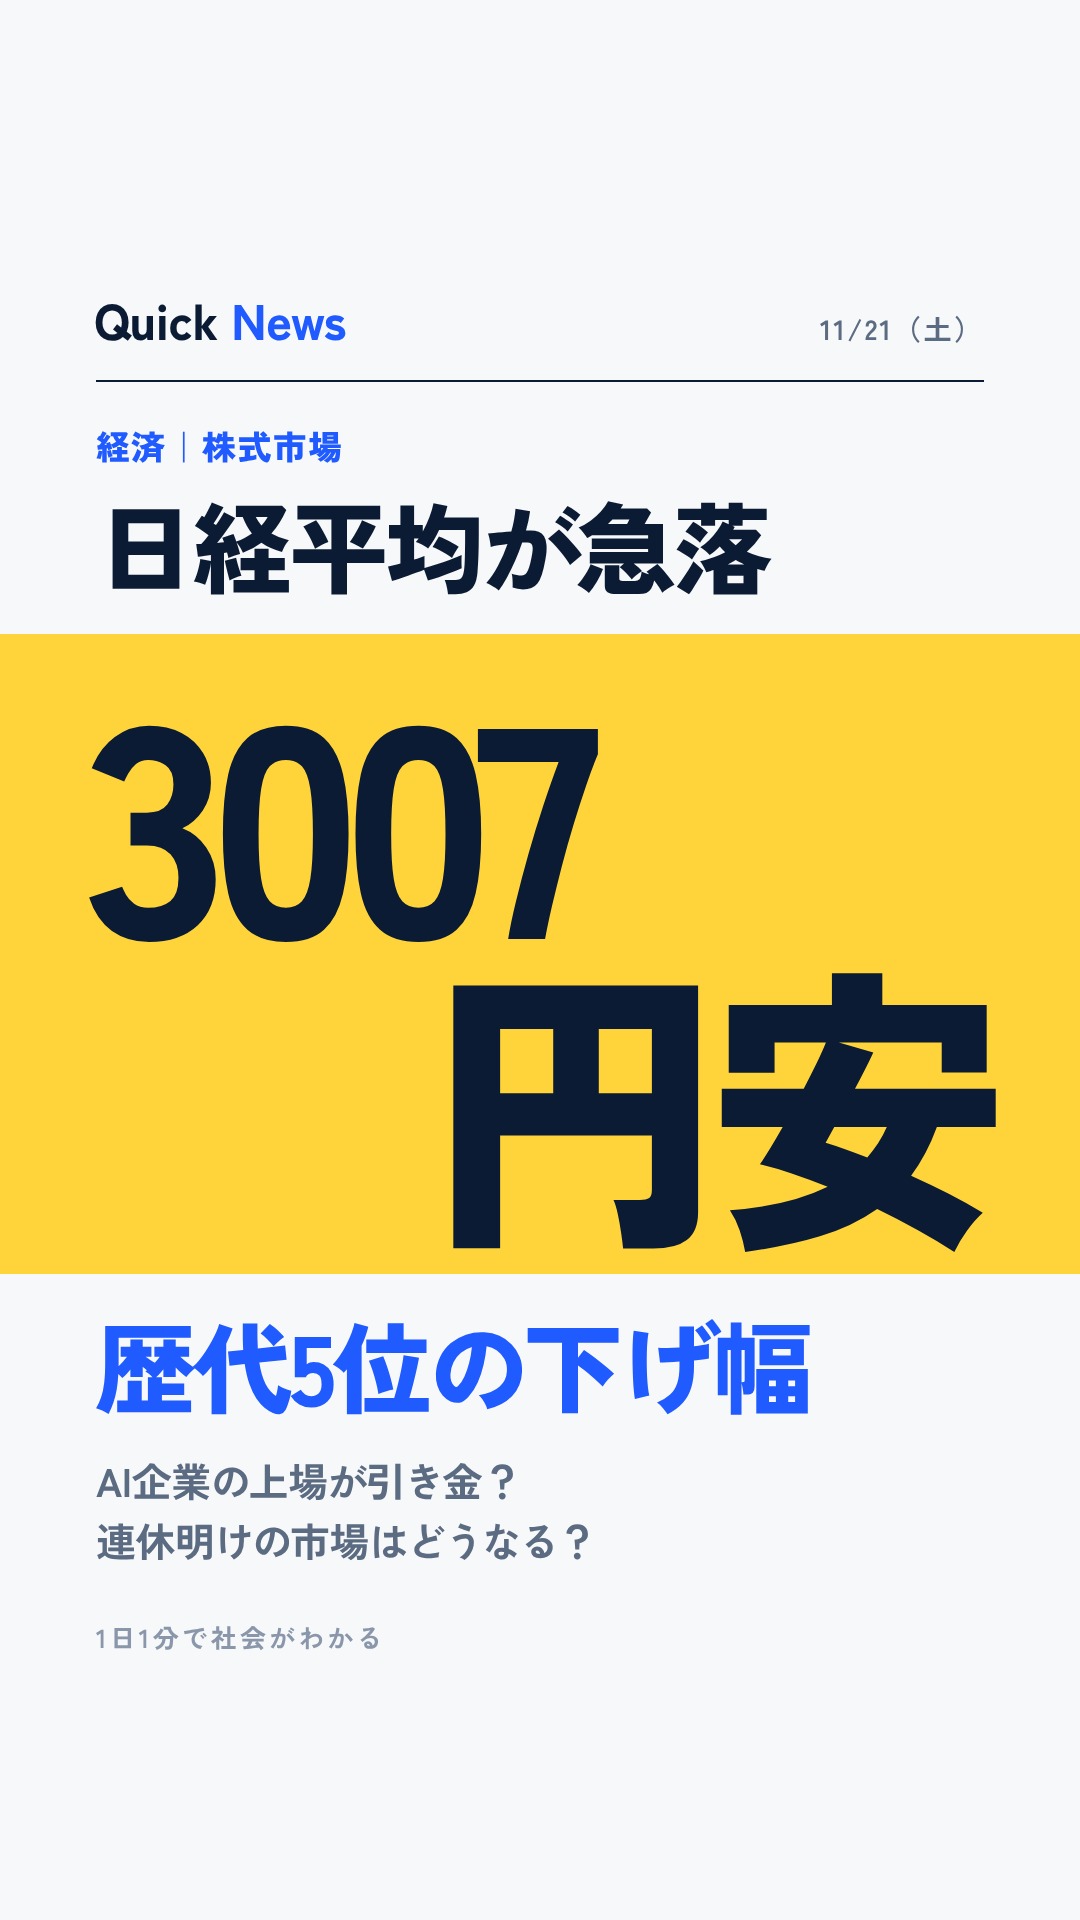 Quick News
11/21（土）
経済｜株式市場
日経平均が急落
3007
円安
歴代5位の下げ幅
AI企業の上場が引き金？
連休明けの市場はどうなる？
1日1分で社会がわかる